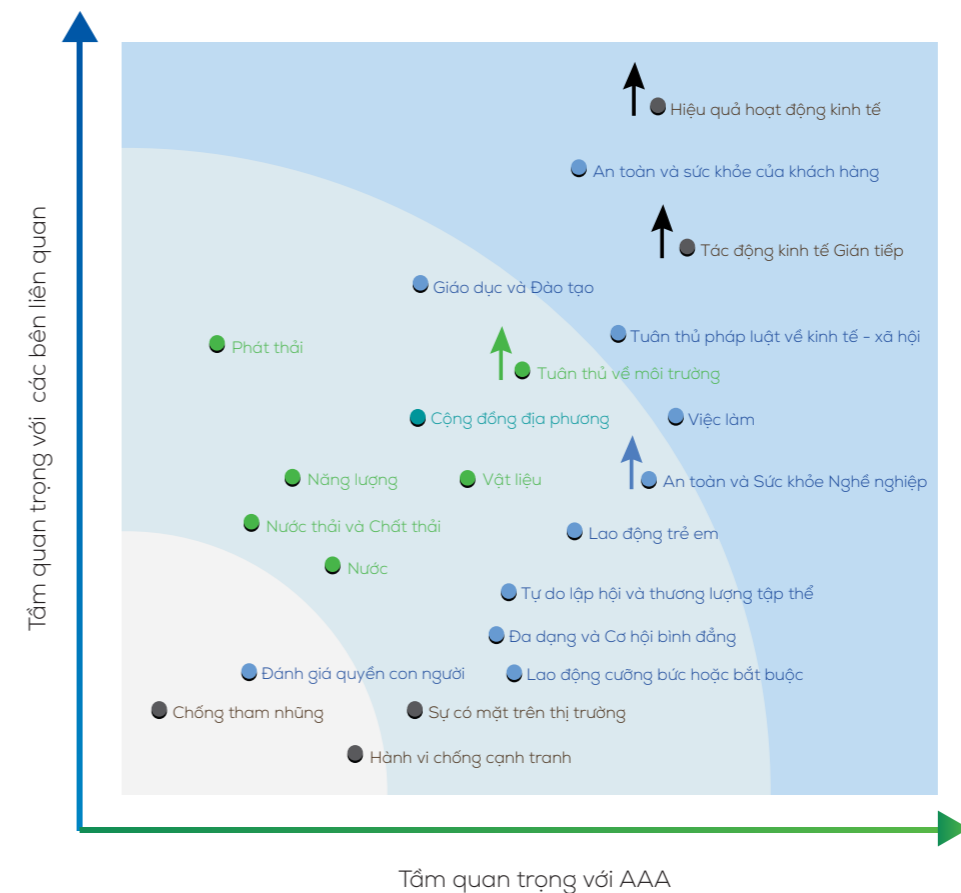 Tầm quan trọng với các bên liên quan
Hiệu quả hoạt động kinh tế
An toàn và sức khỏe của khách hàng
Tác động kinh tế Gián tiếp
Giáo dục và Đào tạo
Tuân thủ pháp luật về kinh tế - xã hội
Phát thải
Tuân thủ về môi trường
Cộng đồng địa phương
Việc làm
Năng lượng
Vật liệu
An toàn và Sức khỏe Nghề nghiệp
Nước thải và Chất thải
Lao động trẻ em
Nước
Tự do lập hội và thương lượng tập thể
Đa dạng và Cơ hội bình đẳng
Đánh giá quyền con người
Lao động cưỡng bức hoặc bắt buộc
Chống tham nhũng
Sự có mặt trên thị trường
Hành vi chống cạnh tranh
Tầm quan trọng với AAA